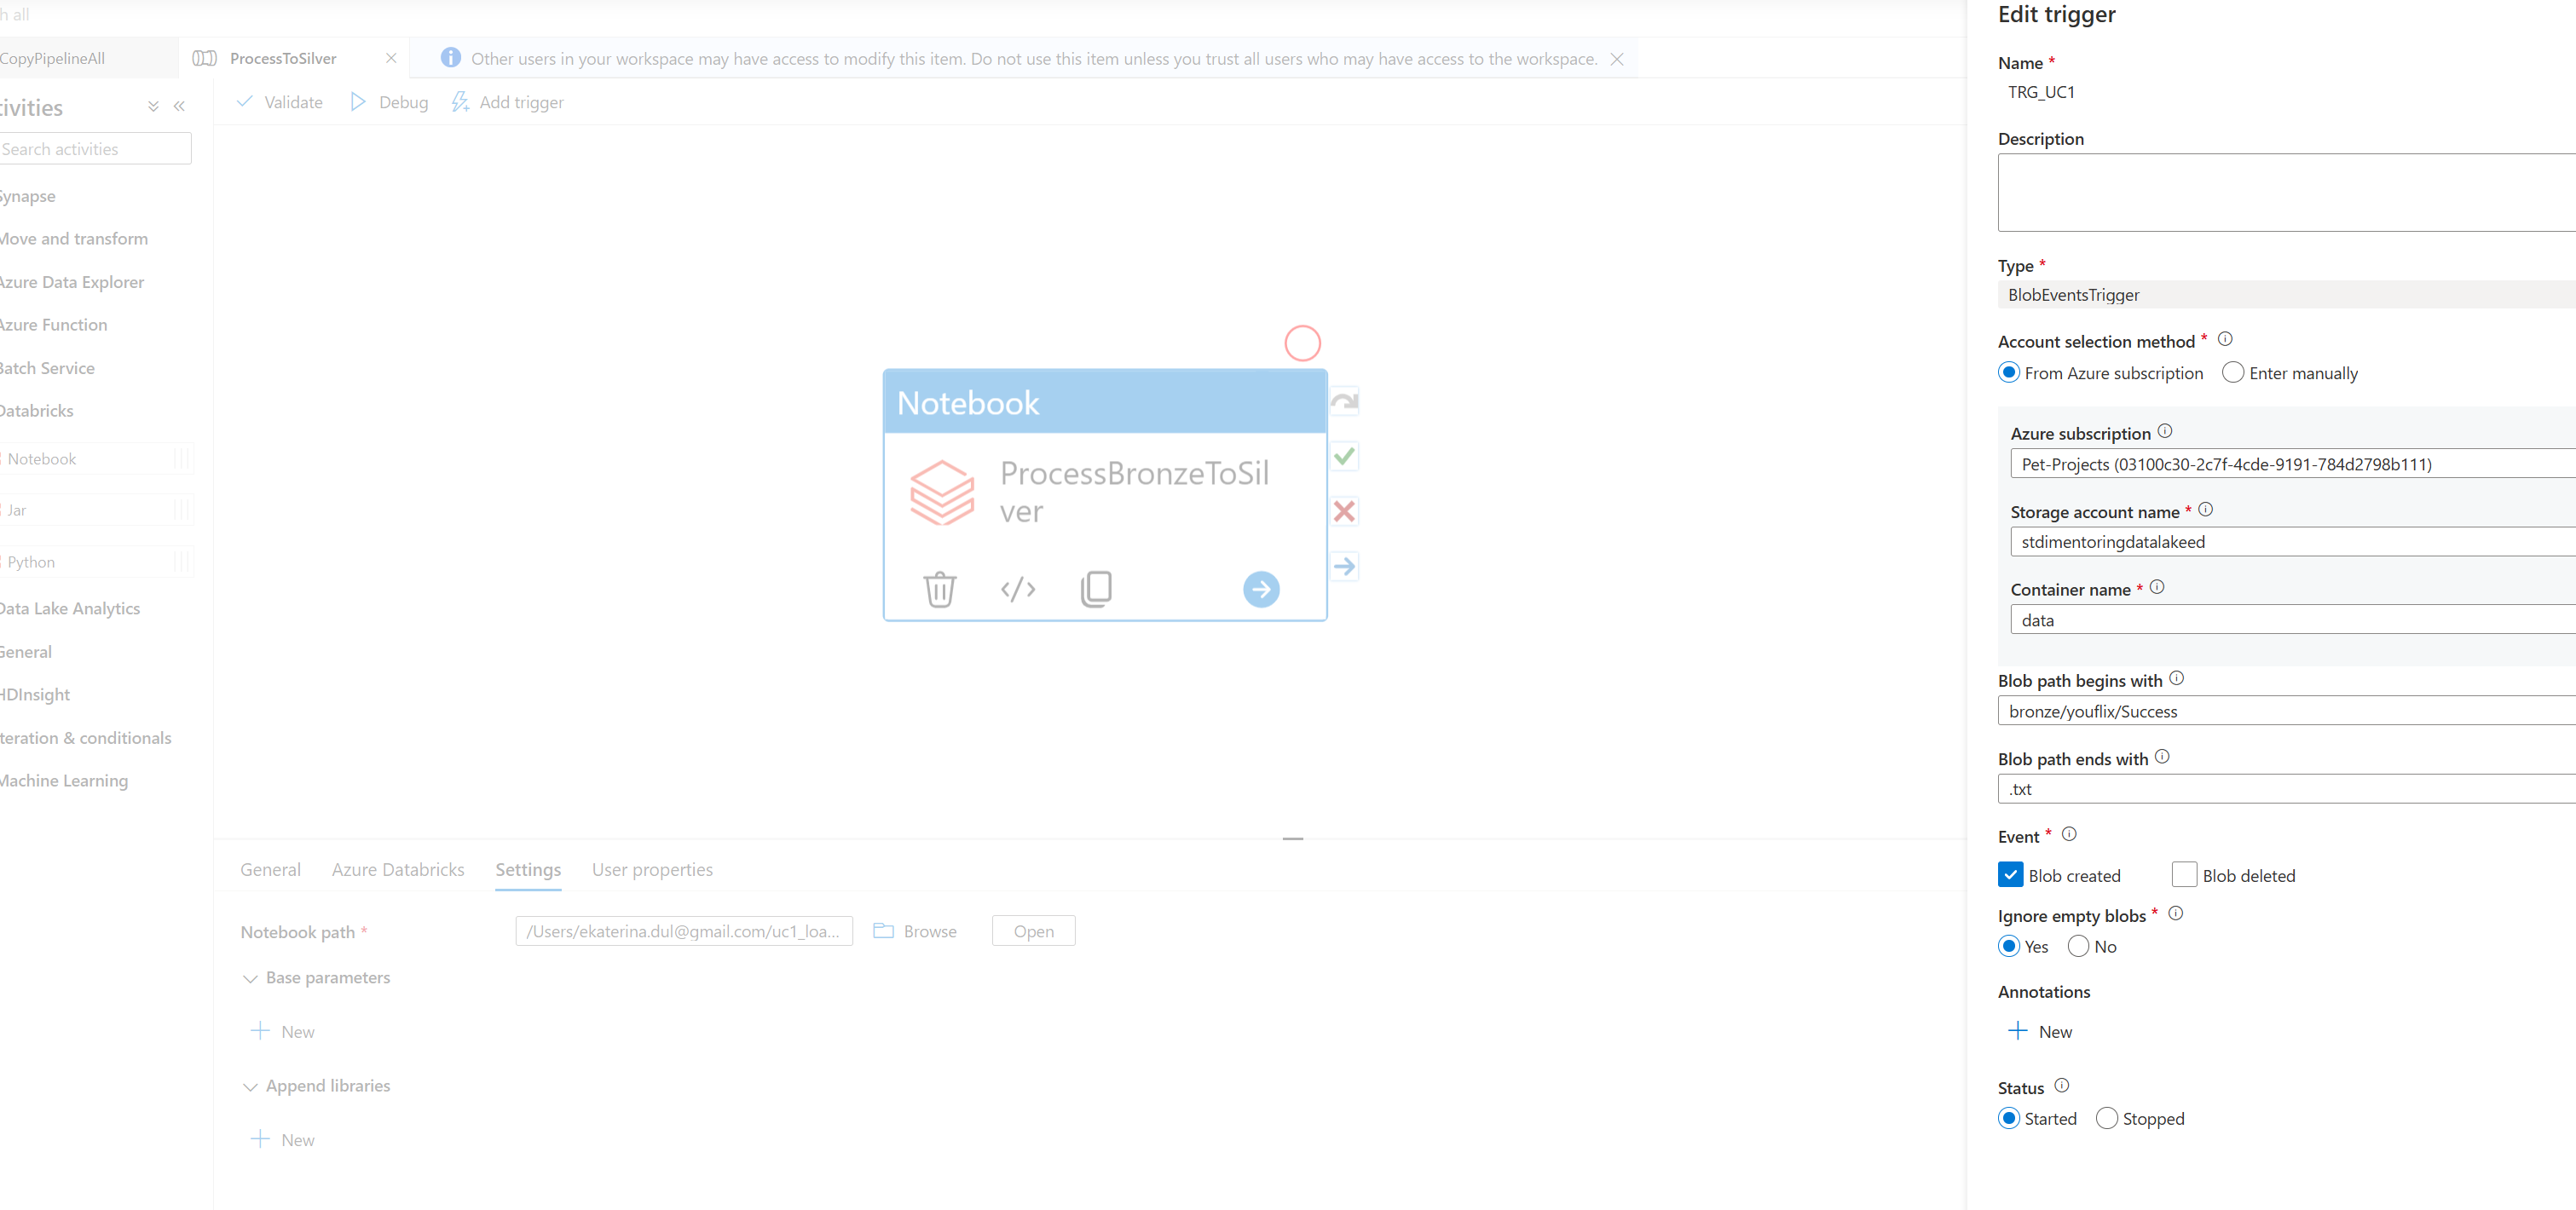 h all
CopyPipelineAll
ProcessToSilver
Other users in your workspace may have access to modify this item. Do not use this item unless you trust all users who may have access to the workspace.
Validate
Debug
Add trigger
tivities
Search activities
Synapse
Move and transform
Azure Data Explorer
Azure Function
Batch Service
Databricks
Notebook
Jar
Python
Data Lake Analytics
General
HDInsight
teration & conditionals
Machine Learning
Notebook
ProcessBronzeToSil
ver
General
Azure Databricks
Settings
User properties
Notebook path *
/Users/ekaterina.dul@gmail.com/uc1_loa...
Browse
Open
Base parameters
New
Append libraries
New
Edit trigger
Name *
TRG_UC1
Description
Type *
BlobEventsTrigger
Account selection method *
From Azure subscription
Enter manually
Azure subscription
Pet-Projects (03100c30-2c7f-4cde-9191-784d2798b111)
Storage account name *
stdimentoringdatalakeed
Container name *
data
Blob path begins with
bronze/youflix/Success
Blob path ends with
.txt
Event *
Blob created
Blob deleted
Ignore empty blobs *
Yes
No
Annotations
New
Status
Started
Stopped